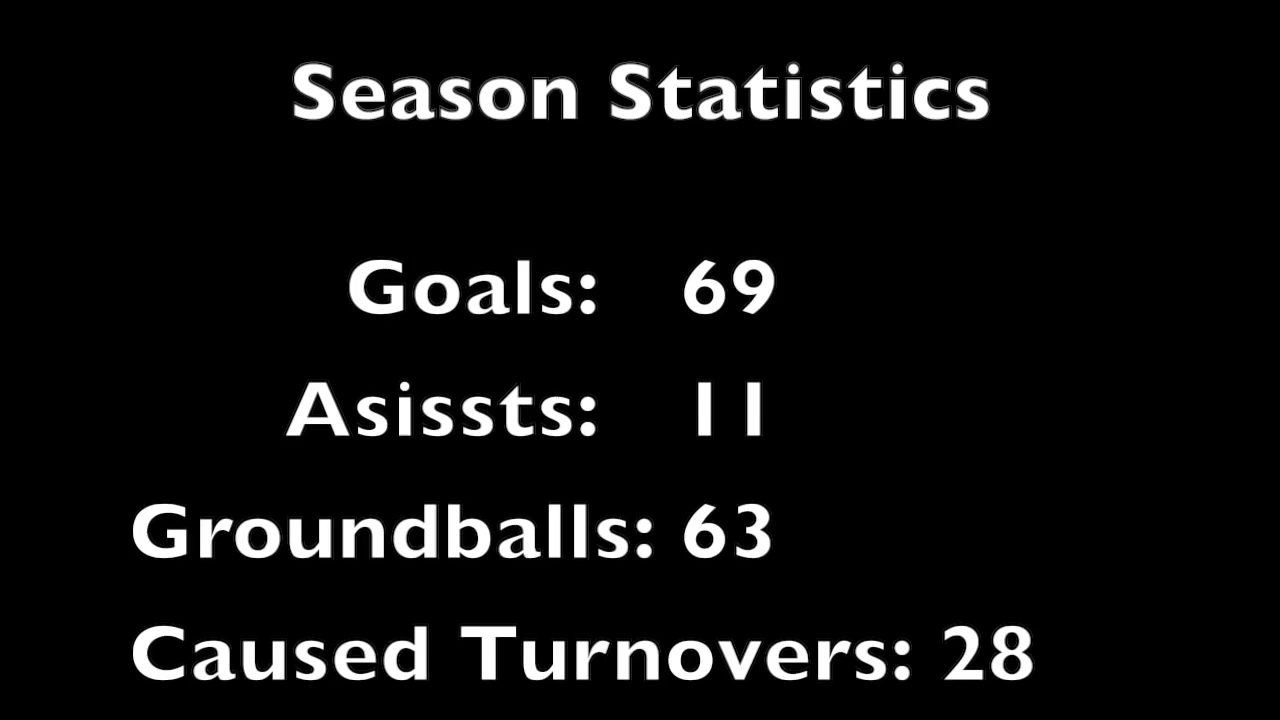 Season Statistics
Goals: 69
Asissts: 11
Groundballs: 63
Caused Turnovers: 28